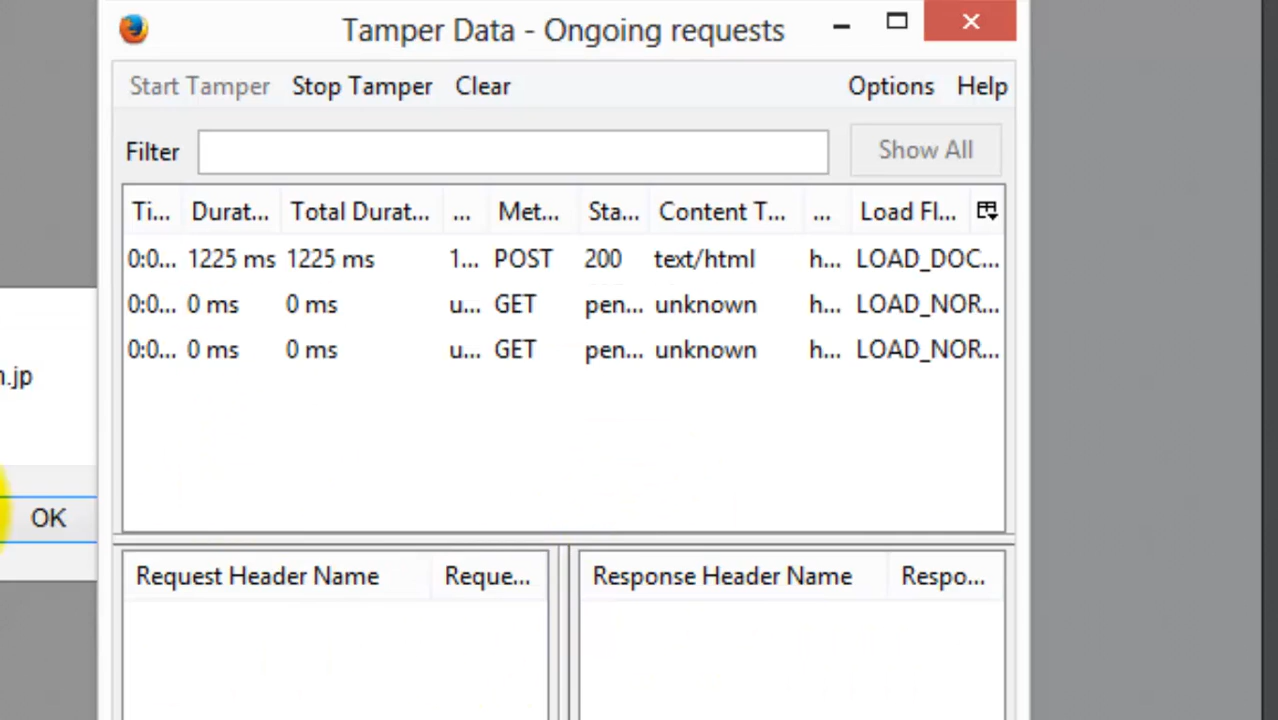 Tamper Data - Ongoing requests
Start Tamper Stop Tamper Clear Options Help
Filter Show All
Ti... Durat... Total Durat... ... Met... Sta... Content T... ... Load Fl...
0:0... 1225 ms 1225 ms 1... POST 200 text/html h... LOAD_DOC...
0:0... 0 ms 0 ms u... GET pen... unknown h... LOAD_NOR...
0:0... 0 ms 0 ms u... GET pen... unknown h... LOAD_NOR...
n.jp
OK
Request Header Name Reque... Response Header Name Respo...